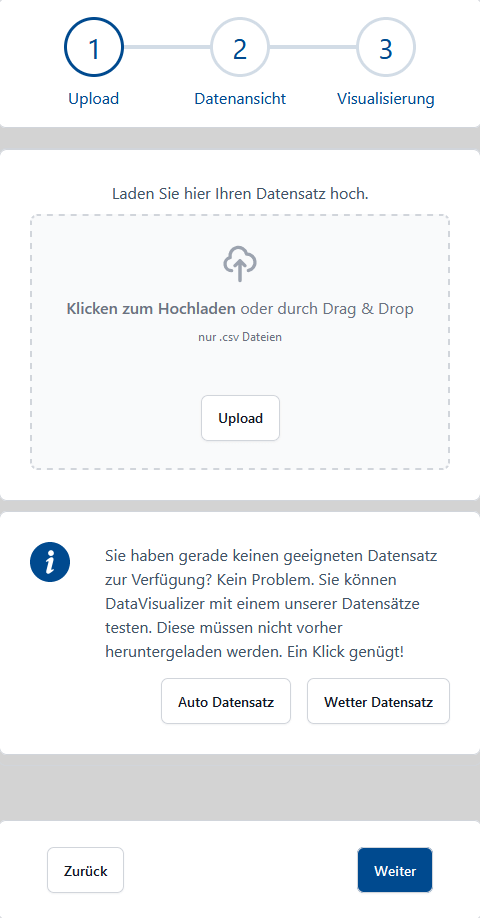 1 2 3
Upload Datenansicht Visualisierung
Laden Sie hier Ihren Datensatz hoch.
Klicken zum Hochladen oder durch Drag & Drop
nur .csv Dateien
Upload
i
Sie haben gerade keinen geeigneten Datensatz
zur Verfügung? Kein Problem. Sie können
DataVisualizer mit einem unserer Datensätze
testen. Diese müssen nicht vorher
heruntergeladen werden. Ein Klick genügt!
Auto Datensatz Wetter Datensatz
Zurück Weiter